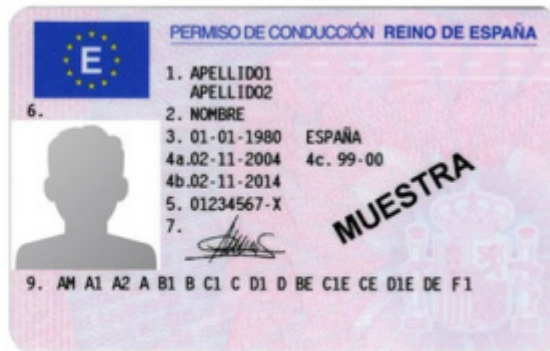 E
PERMISO DE CONDUCCIÓN REINO DE ESPAÑA
1. APELLIDO1
APELLIDO2
2. NOMBRE
3. 01-01-1980 ESPAÑA
4a.02-11-2004 4c. 99-00
4b.02-11-2014
5. 01234567-X
6.
7.
MUESTRA
9. AM A1 A2 A B1 B C1 C D1 D BE C1E CE D1E DE F1